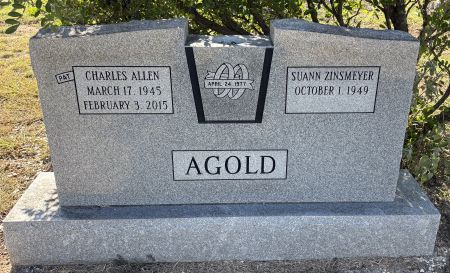 PAT
CHARLES ALLEN
MARCH 17, 1945
FEBRUARY 3, 2015
APRIL 24, 1977
SUANN ZINSMEYER
OCTOBER 1, 1949
AGOLD